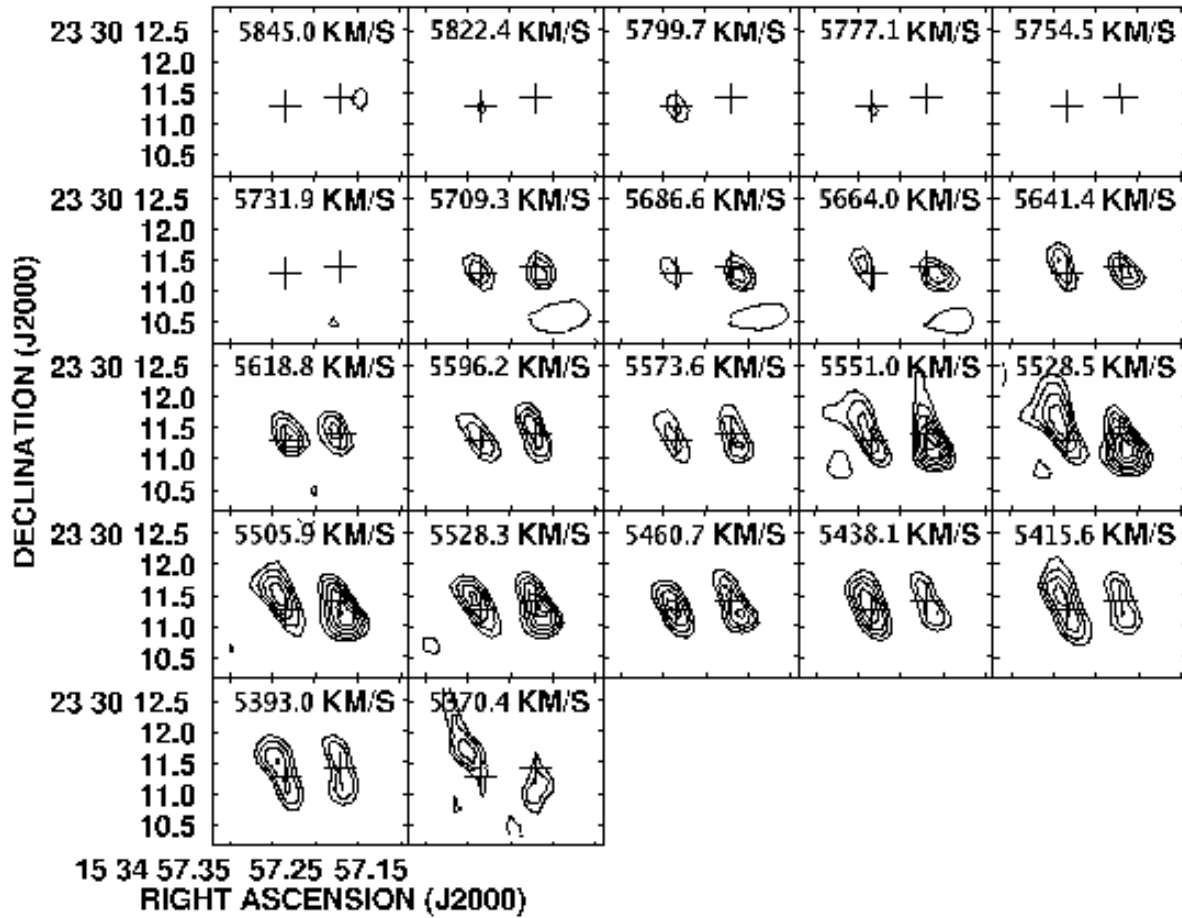 23 30 12.5 5845.0 KM/S 5822.4 KM/S 5799.7 KM/S 5777.1 KM/S 5754.5 KM/S
12.0
11.5
11.0
10.5
23 30 12.5 5731.9 KM/S 5709.3 KM/S 5686.6 KM/S 5664.0 KM/S 5641.4 KM/S
12.0
11.5
11.0
10.5
DECLINATION (J2000)
23 30 12.5 5618.8 KM/S 5596.2 KM/S 5573.6 KM/S 5551.0 KM/S 5528.5 KM/S
12.0
11.5
11.0
10.5
23 30 12.5 5505.9 KM/S 5528.3 KM/S 5460.7 KM/S 5438.1 KM/S 5415.6 KM/S
12.0
11.5
11.0
10.5
23 30 12.5 5393.0 KM/S 5370.4 KM/S
12.0
11.5
11.0
10.5
15 34 57.35 57.25 57.15
RIGHT ASCENSION (J2000)